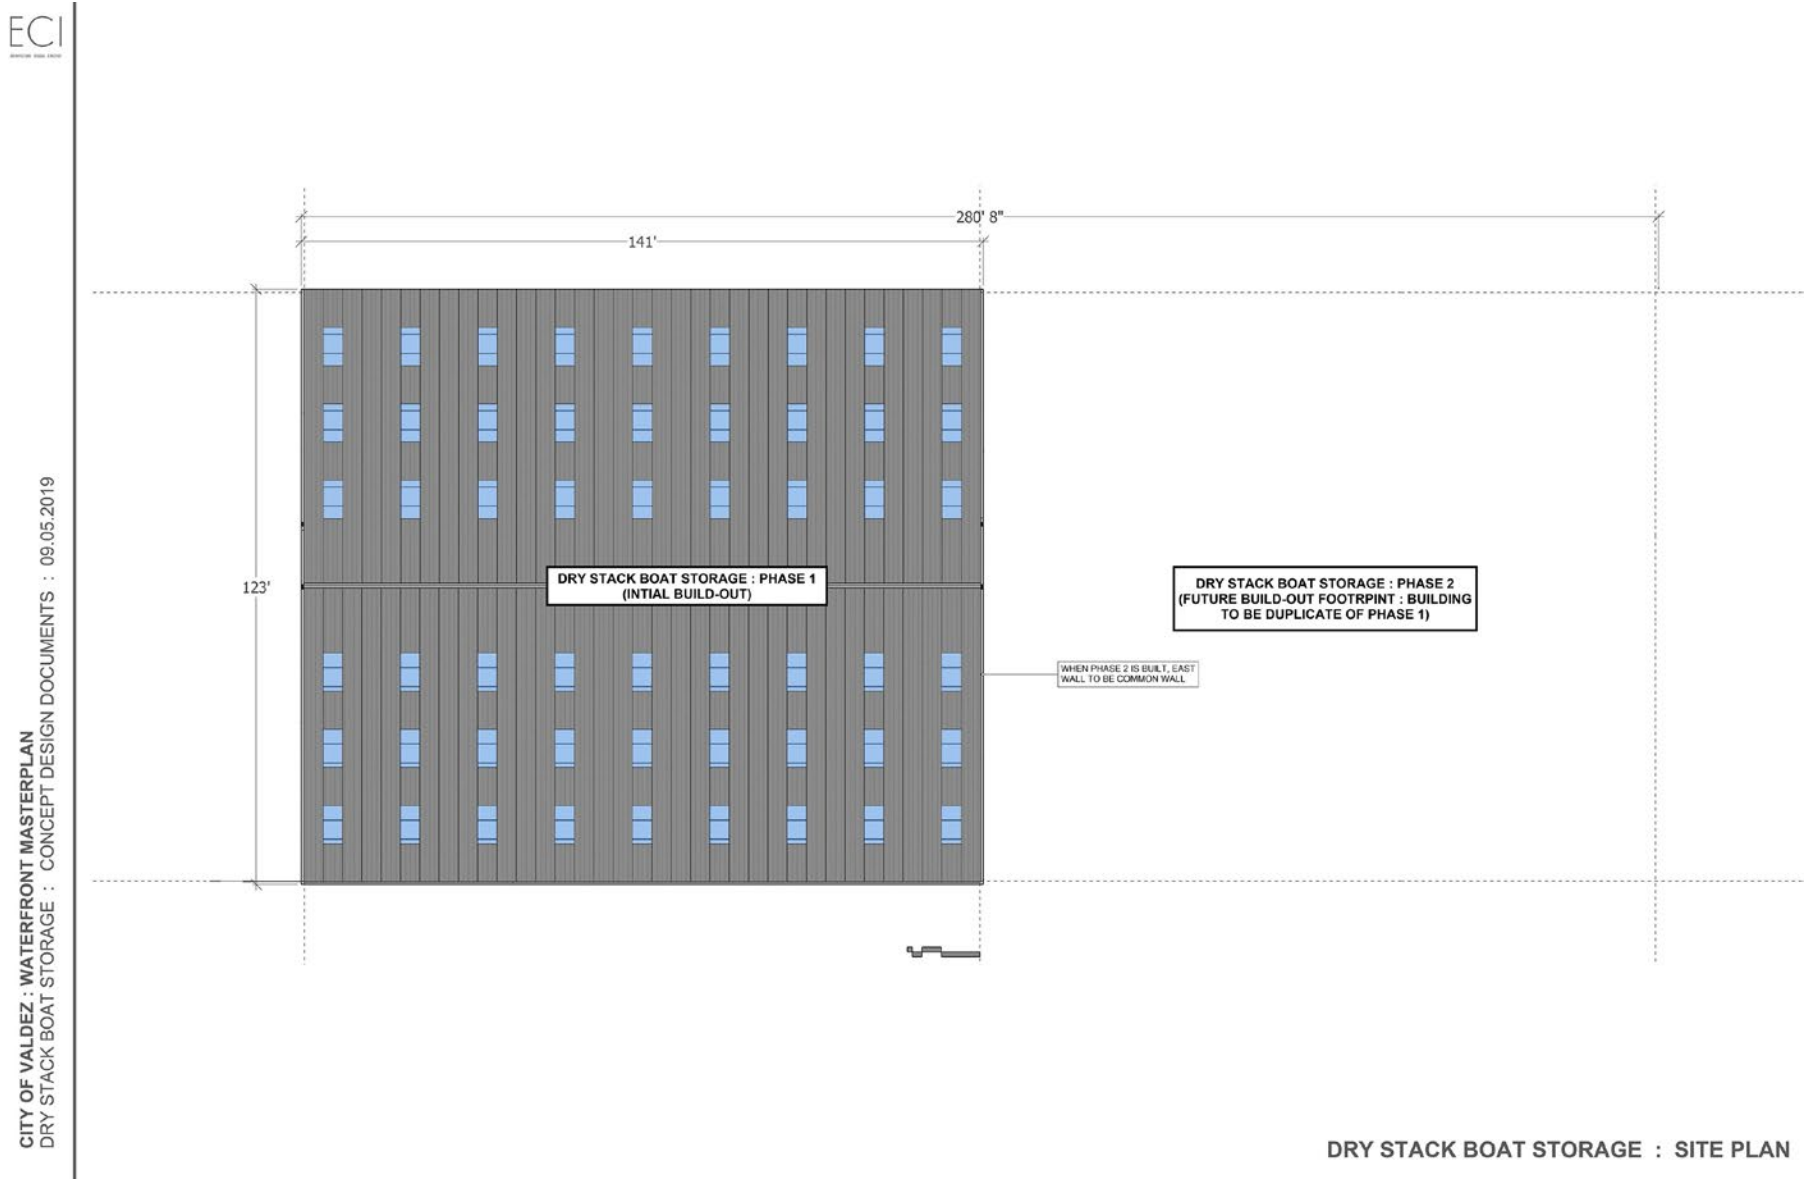 ECI
280' 8"
141'
123'
DRY STACK BOAT STORAGE : PHASE 1
(INTIAL BUILD-OUT)
DRY STACK BOAT STORAGE : PHASE 2
(FUTURE BUILD-OUT FOOTRPINT : BUILDING
TO BE DUPLICATE OF PHASE 1)
WHEN PHASE 2 IS BUILT, EAST
WALL TO BE COMMON WALL
CITY OF VALDEZ : WATERFRONT MASTERPLAN
DRY STACK BOAT STORAGE : CONCEPT DESIGN DOCUMENTS : 09.05.2019
DRY STACK BOAT STORAGE : SITE PLAN